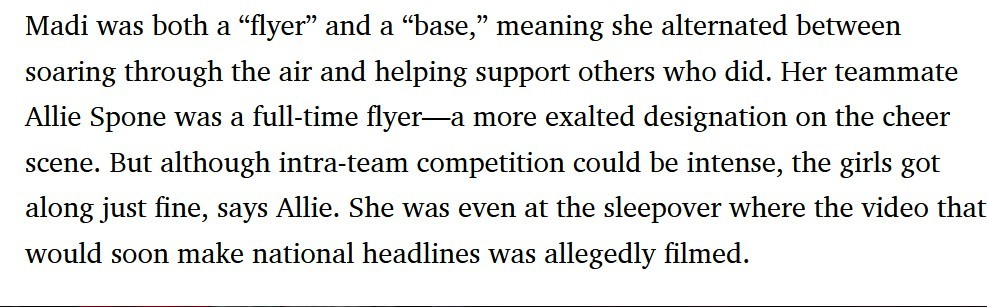 Madi was both a “flyer” and a “base,” meaning she alternated between
soaring through the air and helping support others who did. Her teammate
Allie Spone was a full-time flyer—a more exalted designation on the cheer
scene. But although intra-team competition could be intense, the girls got
along just fine, says Allie. She was even at the sleepover where the video that
would soon make national headlines was allegedly filmed.